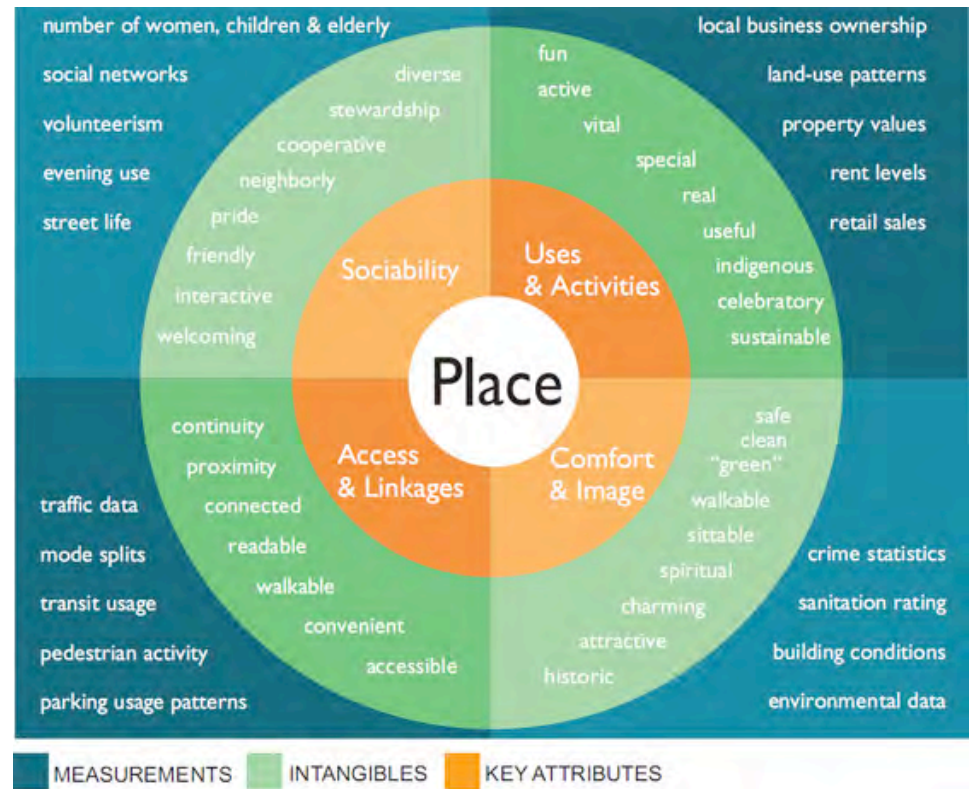 number of women, children & elderly
social networks
volunteerism
evening use
street life
diverse
stewardship
cooperative
neighborly
pride
friendly
interactive
welcoming
Sociability
fun
active
vital
special
real
useful
indigenous
celebratory
sustainable
Uses
& Activities
local business ownership
land-use patterns
property values
rent levels
retail sales
Place
traffic data
mode splits
transit usage
pedestrian activity
parking usage patterns
continuity
proximity
connected
readable
walkable
convenient
accessible
Access
& Linkages
Comfort
& Image
safe
clean
"green"
walkable
sittable
spiritual
charming
attractive
historic
crime statistics
sanitation rating
building conditions
environmental data
MEASUREMENTS
INTANGIBLES
KEY ATTRIBUTES